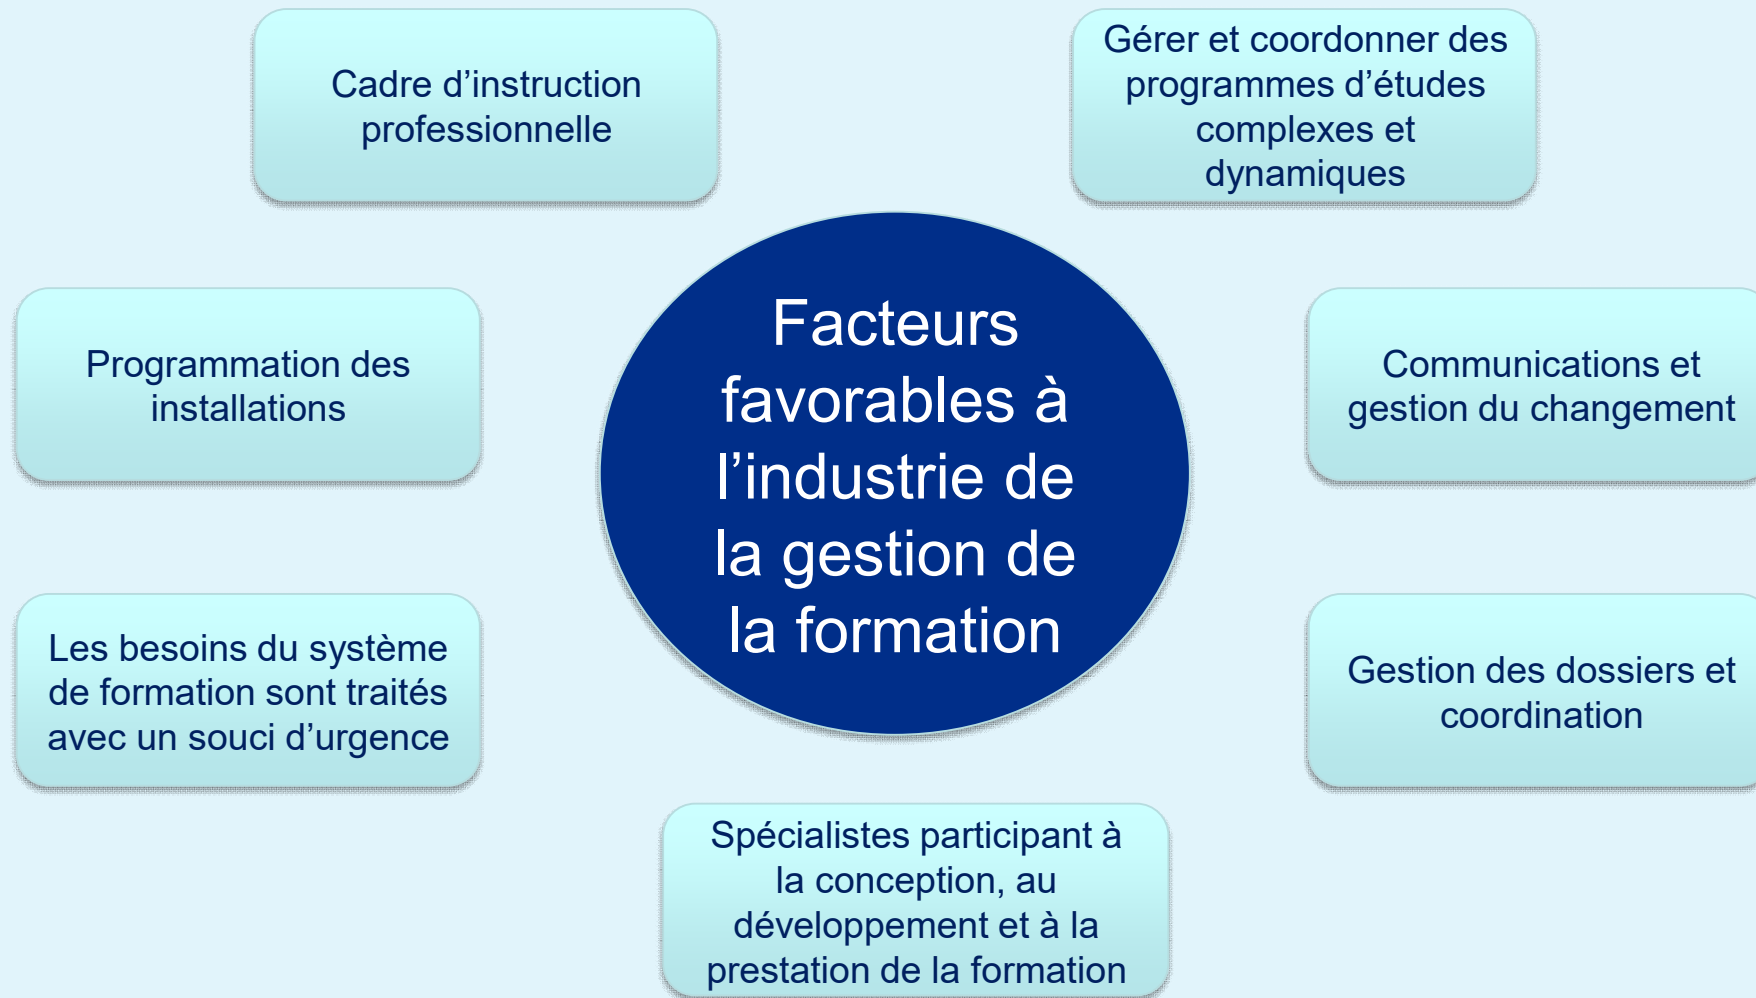 Cadre d’instruction
professionnelle
Gérer et coordonner des
programmes d’études
complexes et
dynamiques
Programmation des
installations
Facteurs
favorables à
l’industrie de
la gestion de
la formation
Communications et
gestion du changement
Les besoins du système
de formation sont traités
avec un souci d’urgence
Gestion des dossiers et
coordination
Spécialistes participant à
la conception, au
développement et à la
prestation de la formation